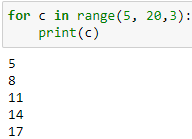 for c in range(5, 20,3):
    print(c)
5
8
11
14
17